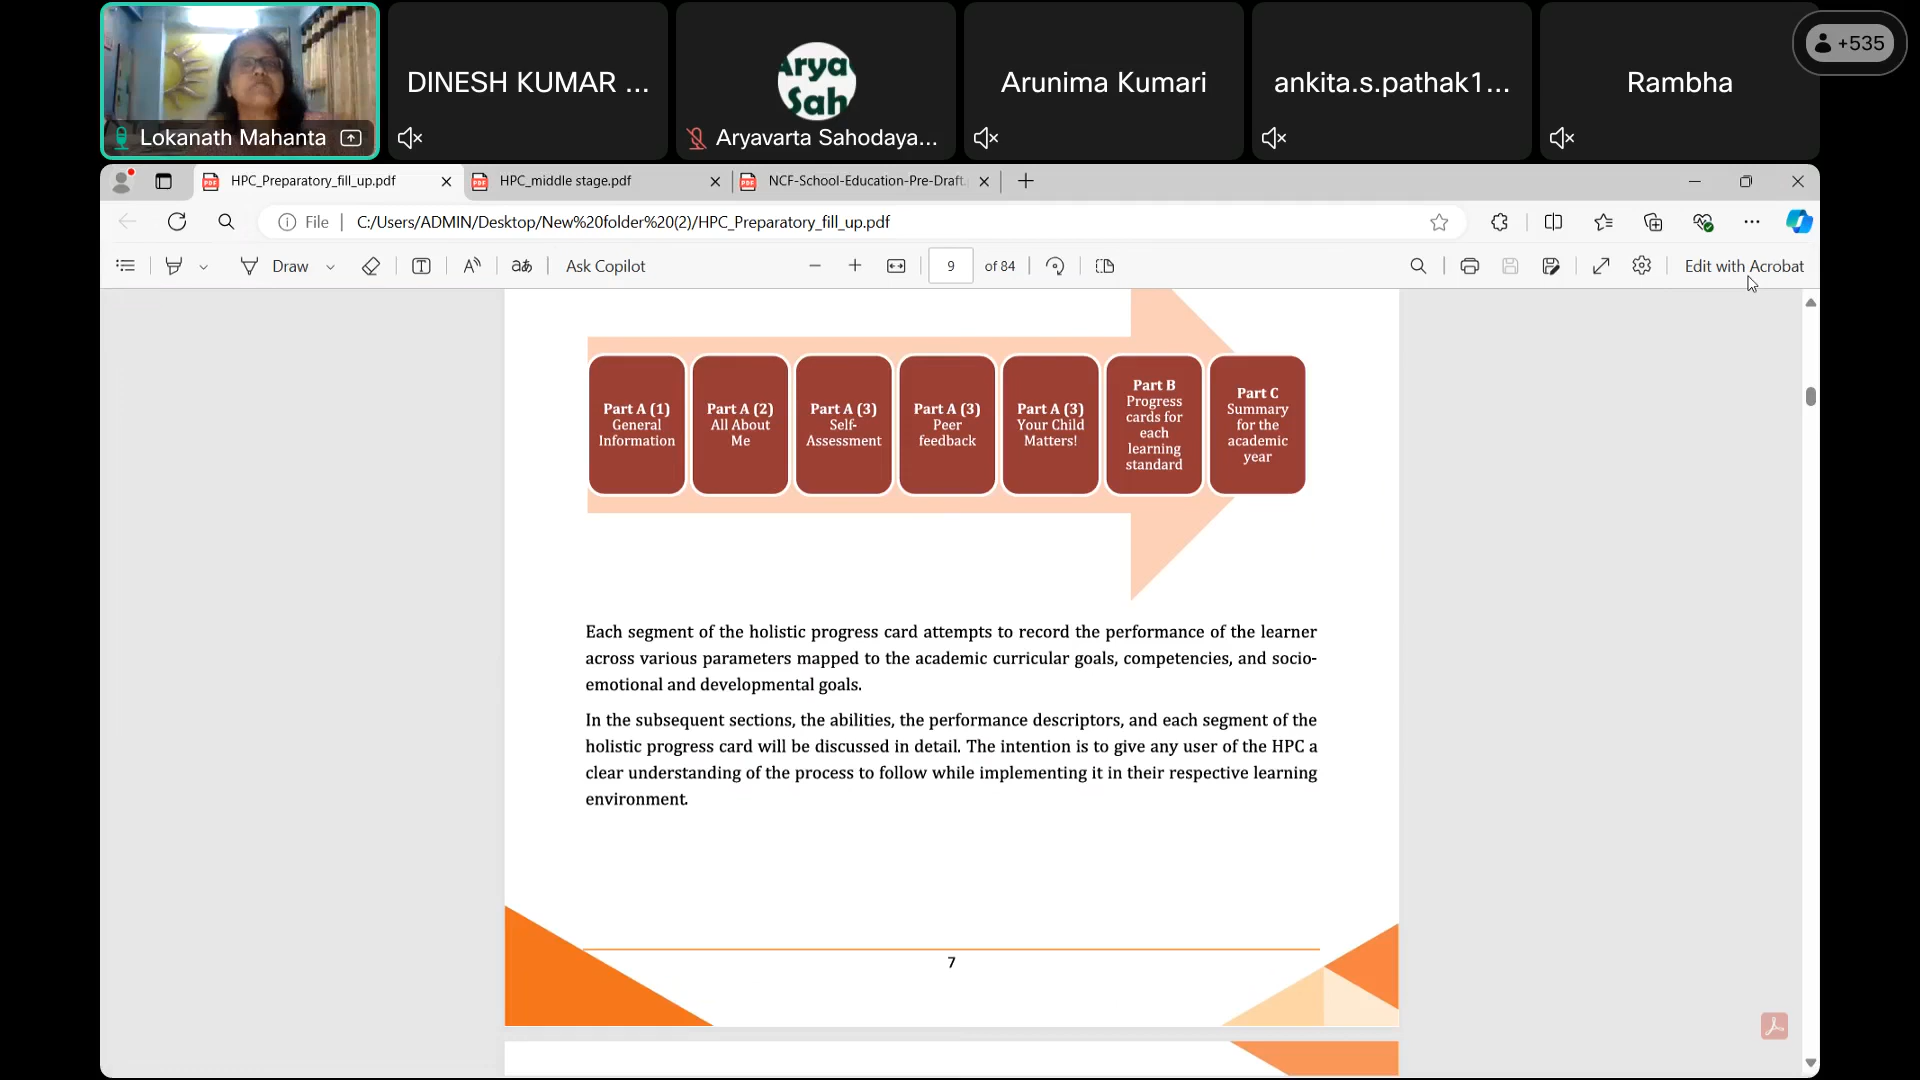 DINESH KUMAR ...
Arya
Sah
Arunima Kumari
ankita.s.pathak1...
Rambha
+535
Lokanath Mahanta
Aryavarta Sahodaya...
HPC_Preparatory_fill_up.pdf
HPC_middle stage.pdf
NCF-School-Education-Pre-Draft.
File
C:/Users/ADMIN/Desktop/New%20folder%20(2)/HPC_Preparatory_fill_up.pdf
Draw
Ask Copilot
9
of 84
Edit with Acrobat
Part A (1)
General
Information
Part A (2)
All About
Me
Part A (3)
Self-
Assessment
Part A (3)
Peer
feedback
Part A (3)
Your Child
Matters!
Part B
Progress
cards for
each
learning
standard
Part C
Summary
for the
academic
year
Each segment of the holistic progress card attempts to record the performance of the learner
across various parameters mapped to the academic curricular goals, competencies, and socio-
emotional and developmental goals.
In the subsequent sections, the abilities, the performance descriptors, and each segment of the
holistic progress card will be discussed in detail. The intention is to give any user of the HPC a
clear understanding of the process to follow while implementing it in their respective learning
environment.
7